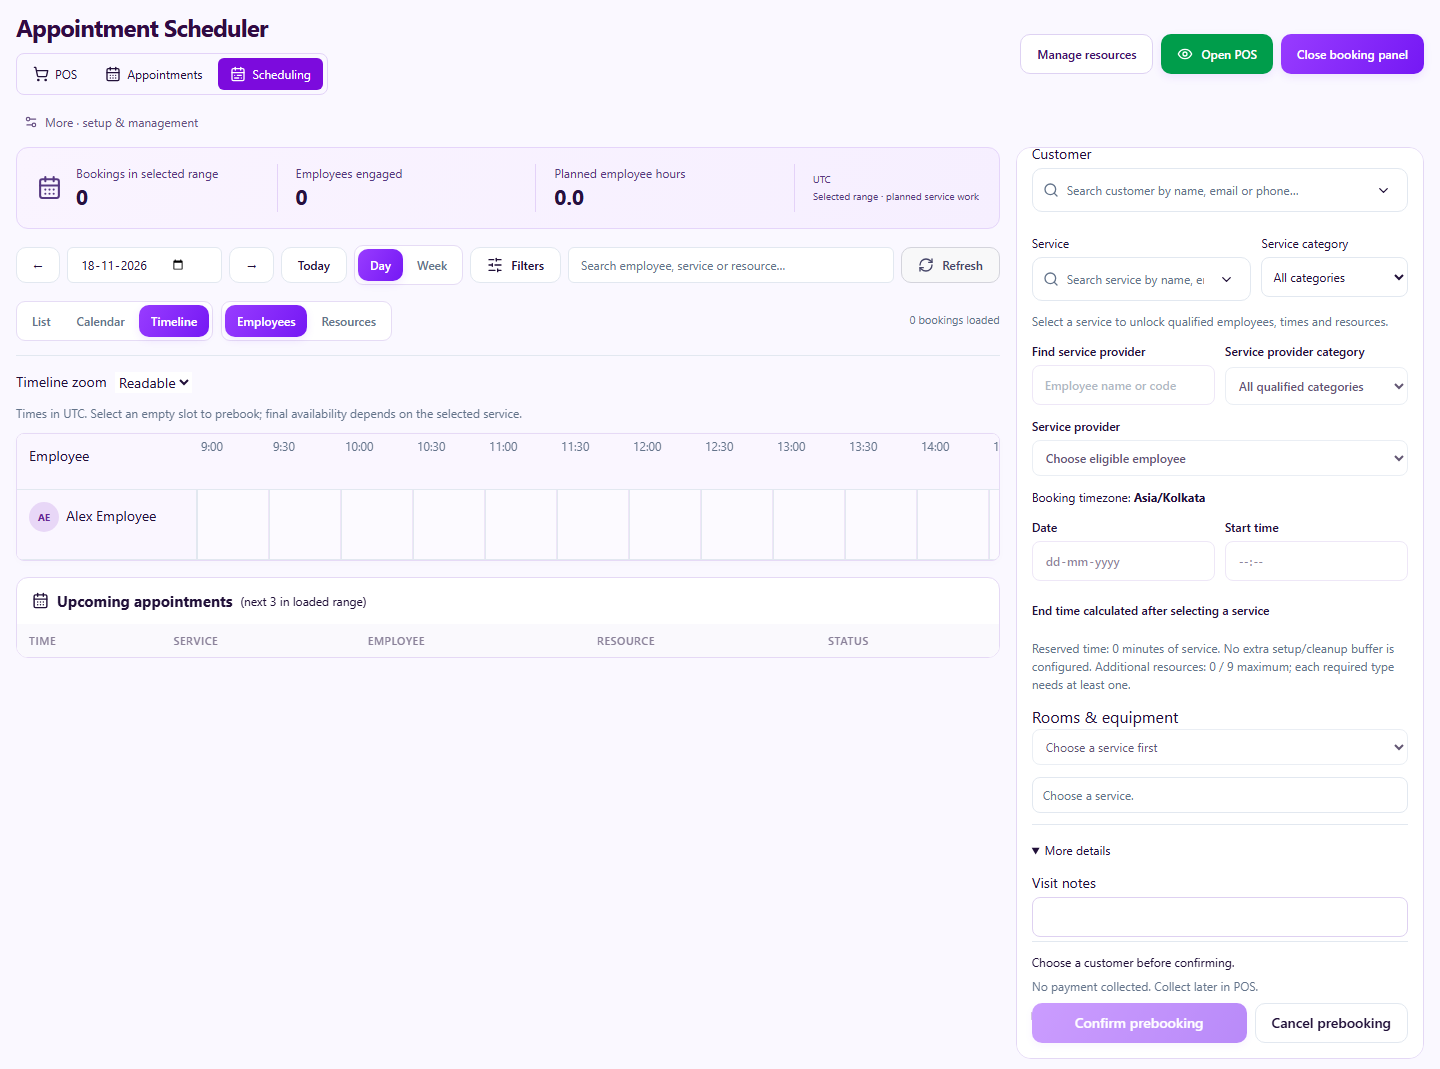 Appointment Scheduler
POS
Appointments
Scheduling
Manage resources
Open POS
Close booking panel
More · setup & management
Bookings in selected range
0
Employees engaged
0
Planned employee hours
0.0
UTC
Selected range · planned service work
←
18-11-2026
→
Today
Day
Week
Filters
Search employee, service or resource...
Refresh
List
Calendar
Timeline
Employees
Resources
0 bookings loaded
Timeline zoom
Readable
Times in UTC. Select an empty slot to prebook; final availability depends on the selected service.
Employee
9:00
9:30
10:00
10:30
11:00
11:30
12:00
12:30
13:00
13:30
14:00
1
AE
Alex Employee
Upcoming appointments (next 3 in loaded range)
TIME
SERVICE
EMPLOYEE
RESOURCE
STATUS
Customer
Search customer by name, email or phone...
Service
Service category
Search service by name, e
All categories
Select a service to unlock qualified employees, times and resources.
Find service provider
Service provider category
Employee name or code
All qualified categories
Service provider
Choose eligible employee
Booking timezone: Asia/Kolkata
Date
Start time
dd-mm-yyyy
--:--
End time calculated after selecting a service
Reserved time: 0 minutes of service. No extra setup/cleanup buffer is
configured. Additional resources: 0 / 9 maximum; each required type
needs at least one.
Rooms & equipment
Choose a service first
Choose a service.
▼ More details
Visit notes
Choose a customer before confirming.
No payment collected. Collect later in POS.
Confirm prebooking
Cancel prebooking